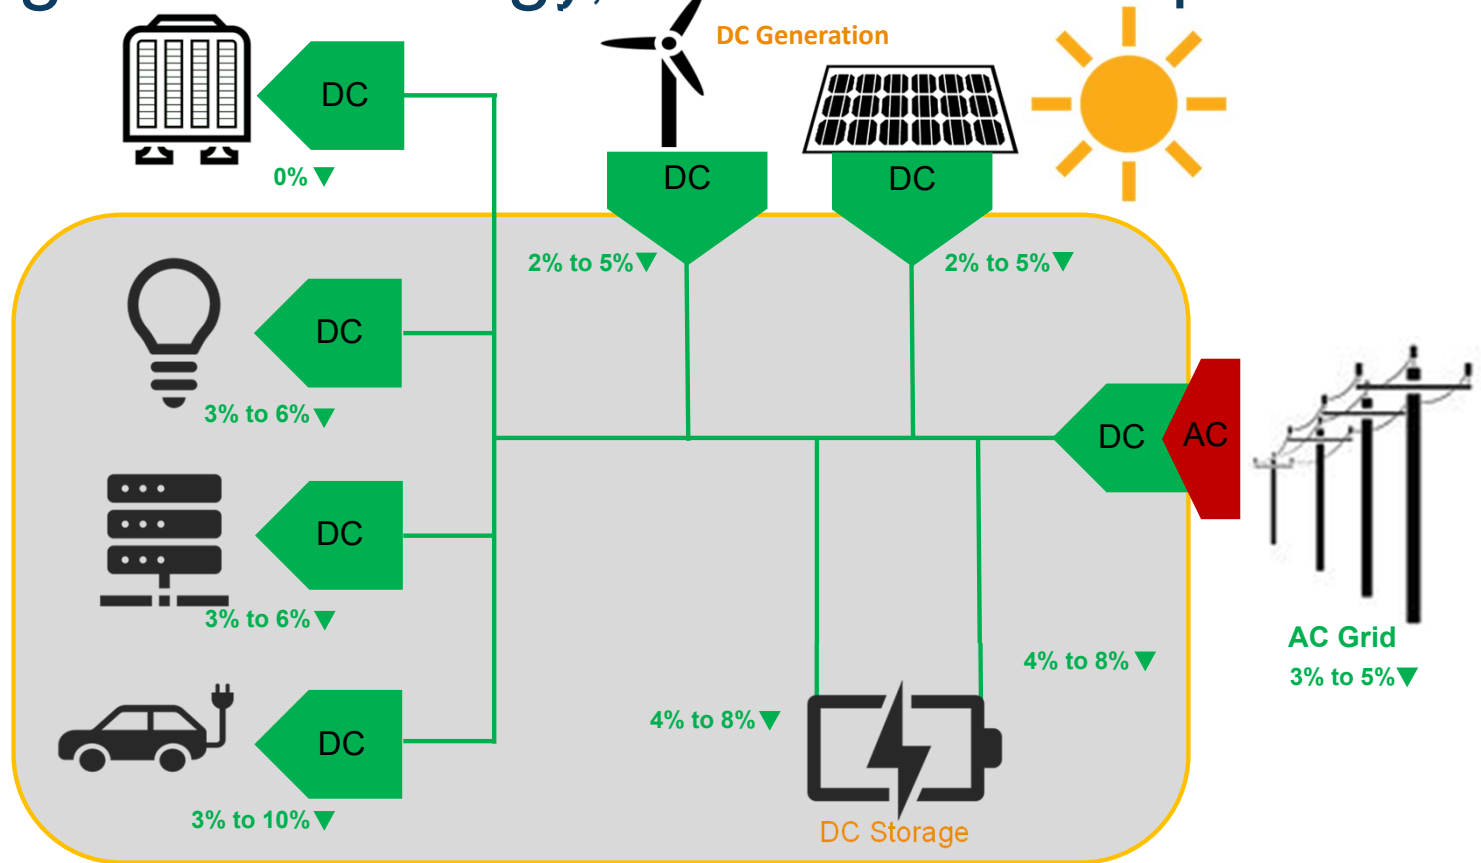 DC Generation
DC
0% ▼
DC
DC
2% to 5% ▼
2% to 5% ▼
DC
3% to 6% ▼
DC
AC
DC
3% to 6% ▼
AC Grid
3% to 5% ▼
4% to 8% ▼
4% to 8% ▼
DC
3% to 10% ▼
DC Storage